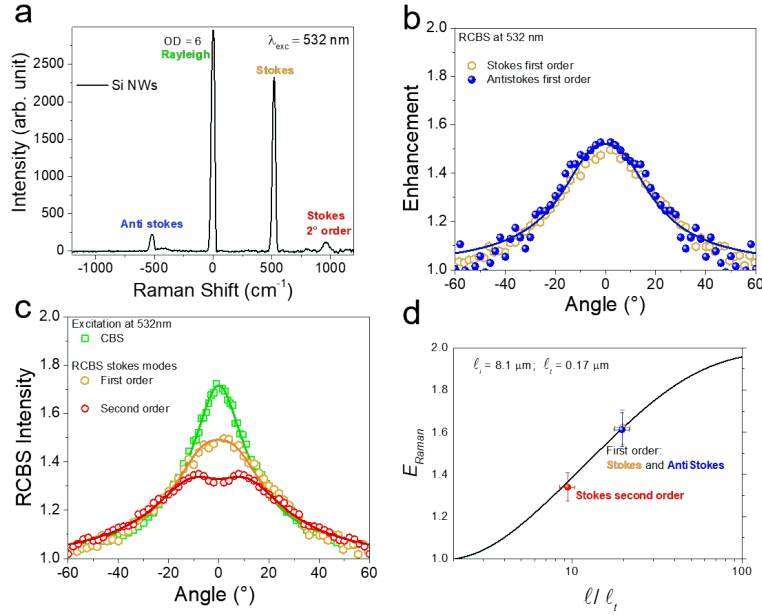 a
OD = 6
Rayleigh
λexc = 532 nm
Stokes
Si NWs
Anti stokes
Stokes
2° order
2500
2000
1500
1000
500
0
-1000
-500
0
500
1000
Intensity (arb. unit)
Raman Shift (cm-1)
b
RCBS at 532 nm
Stokes first order
Antistokes first order
2.0
1.8
1.6
1.4
1.2
1.0
-60
-40
-20
0
20
40
60
Enhancement
Angle (°)
c
Excitation at 532nm
CBS
RCBS stokes modes
First order
Second order
2.0
1.8
1.6
1.4
1.2
1.0
-60
-40
-20
0
20
40
60
RCBS Intensity
Angle (°)
d
ℓi = 8.1 μm; ℓt = 0.17 μm
First order:
Stokes and AntiStokes
Stokes second order
2.0
1.8
1.6
1.4
1.2
1.0
10
100
ERaman
ℓ/ ℓt